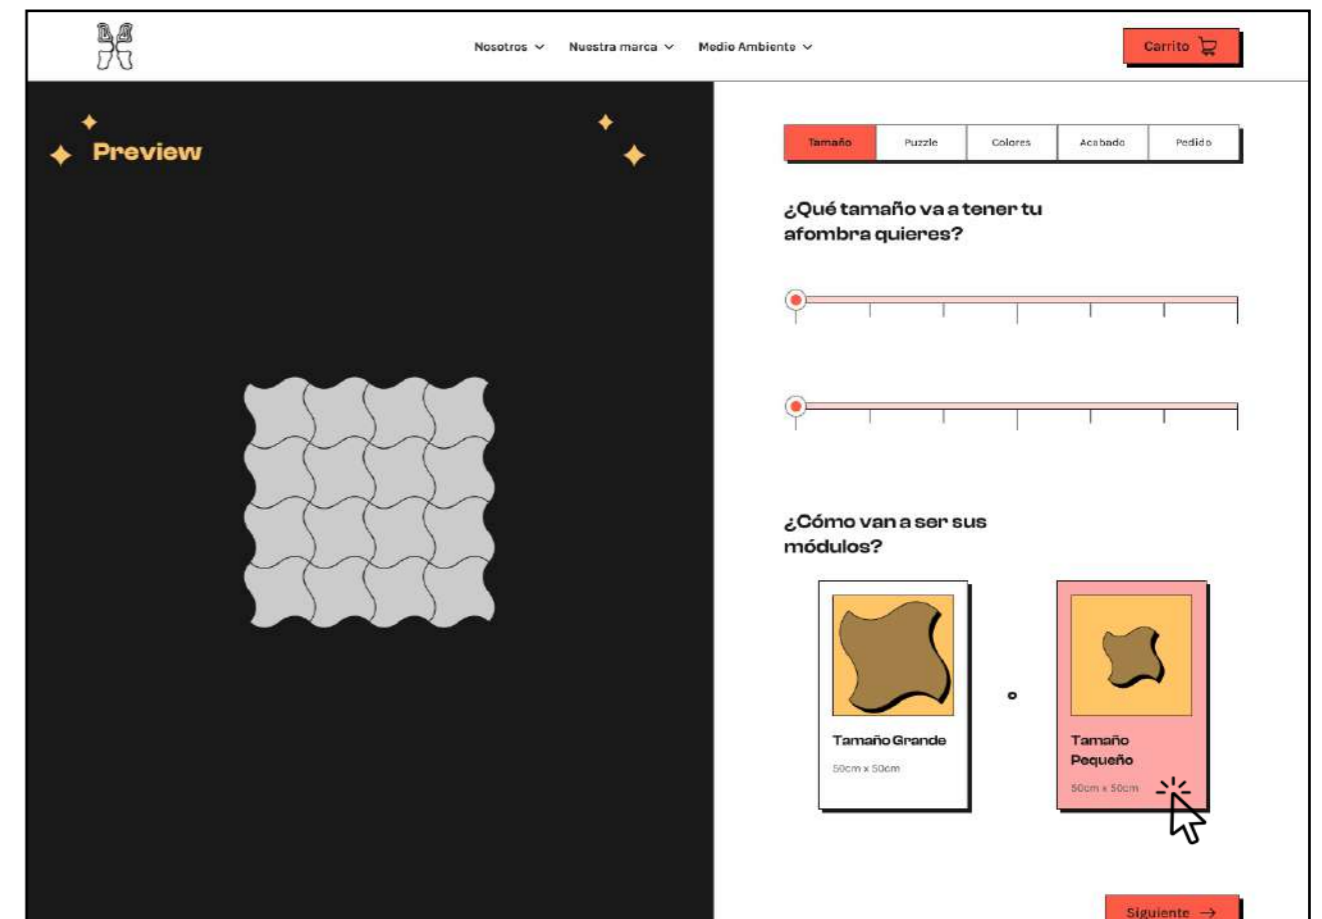 Nosotros
Nuestra marca
Medio Ambiente
Carrito
Preview
Tamaño
Puzzle
Colores
Acabado
Pedido
¿Qué tamaño va a tener tu
afombra quieres?
¿Cómo van a ser sus
módulos?
Tamaño Grande
50cm x 50cm
o
Tamaño
Pequeño
50cm x 50cm
Siguiente